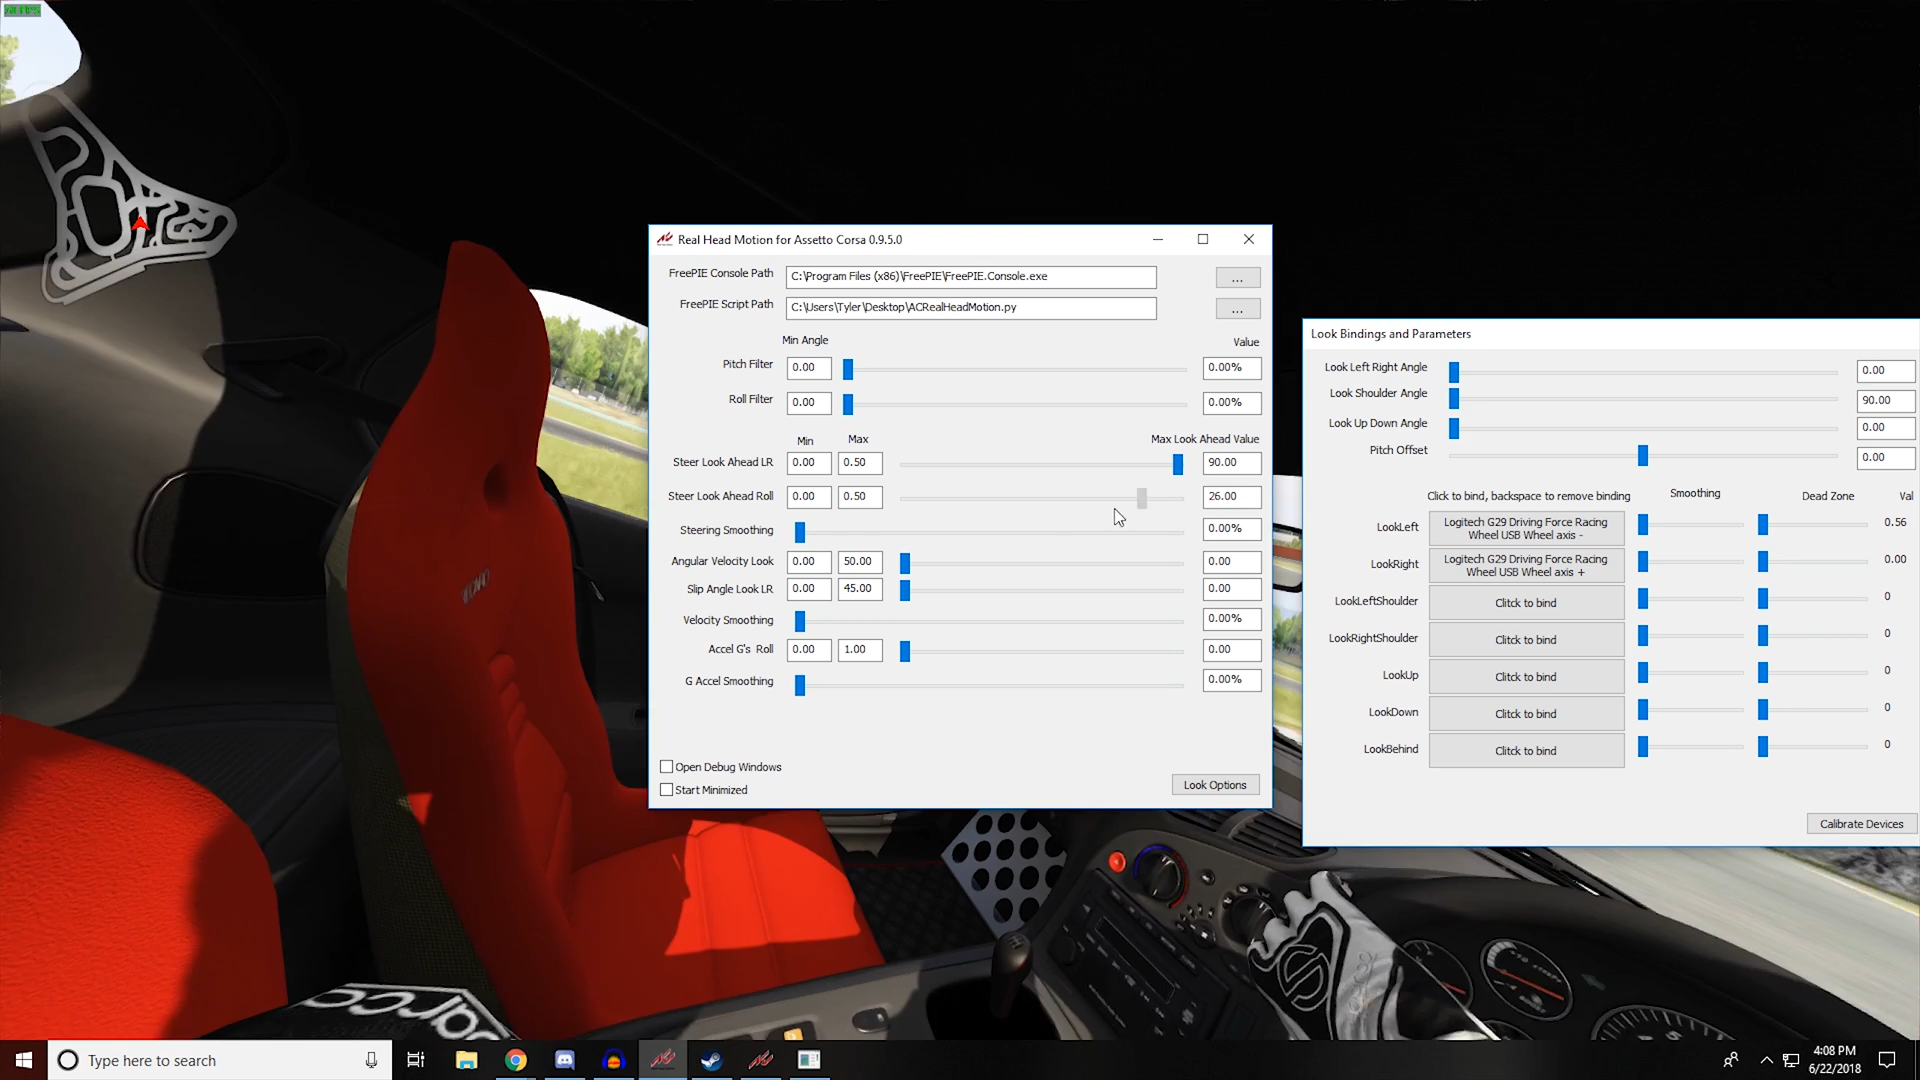 Real Head Motion for Assetto Corsa 0.9.5.0
FreePIE Console Path
C:\Program Files (x86)\FreePIE\FreePIE.Console.exe
...
FreePIE Script Path
C:\Users\Tyler\Desktop\ACRealHeadMotion.py
...
Min Angle
Value
Pitch Filter
0.00
0.00%
Roll Filter
0.00
0.00%
Min
Max
Max Look Ahead Value
Steer Look Ahead LR
0.00
0.50
90.00
Steer Look Ahead Roll
0.00
0.50
26.00
Steering Smoothing
0.00%
Angular Velocity Look
0.00
50.00
0.00
Slip Angle Look LR
0.00
45.00
0.00
Velocity Smoothing
0.00%
Accel G's Roll
0.00
1.00
0.00
G Accel Smoothing
0.00%
Open Debug Windows
Start Minimized
Look Options
Look Bindings and Parameters
Look Left Right Angle
0.00
Look Shoulder Angle
90.00
Look Up Down Angle
0.00
Pitch Offset
0.00
Click to bind, backspace to remove binding
Smoothing
Dead Zone
Val
LookLeft
Logitech G29 Driving Force Racing
Wheel USB Wheel axis -
0.56
LookRight
Logitech G29 Driving Force Racing
Wheel USB Wheel axis +
0.00
LookLeftShoulder
Clitck to bind
0
LookRightShoulder
Clitck to bind
0
LookUp
Clitck to bind
0
LookDown
Clitck to bind
0
LookBehind
Clitck to bind
0
Calibrate Devices
Type here to search
4:08 PM
6/22/2018